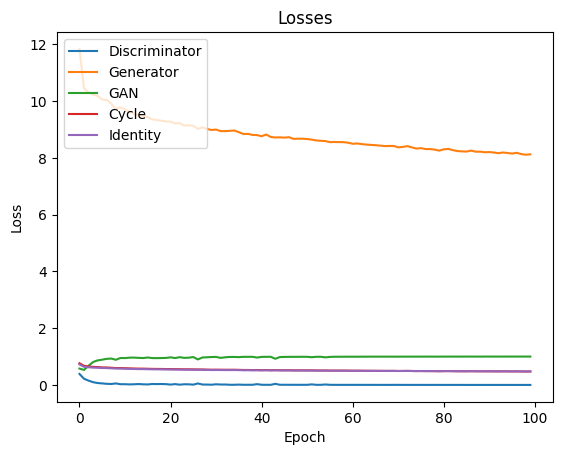 Losses
12
10
8
6
4
2
0
Discriminator
Generator
GAN
Cycle
Identity
Loss
0
20
40
60
80
100
Epoch